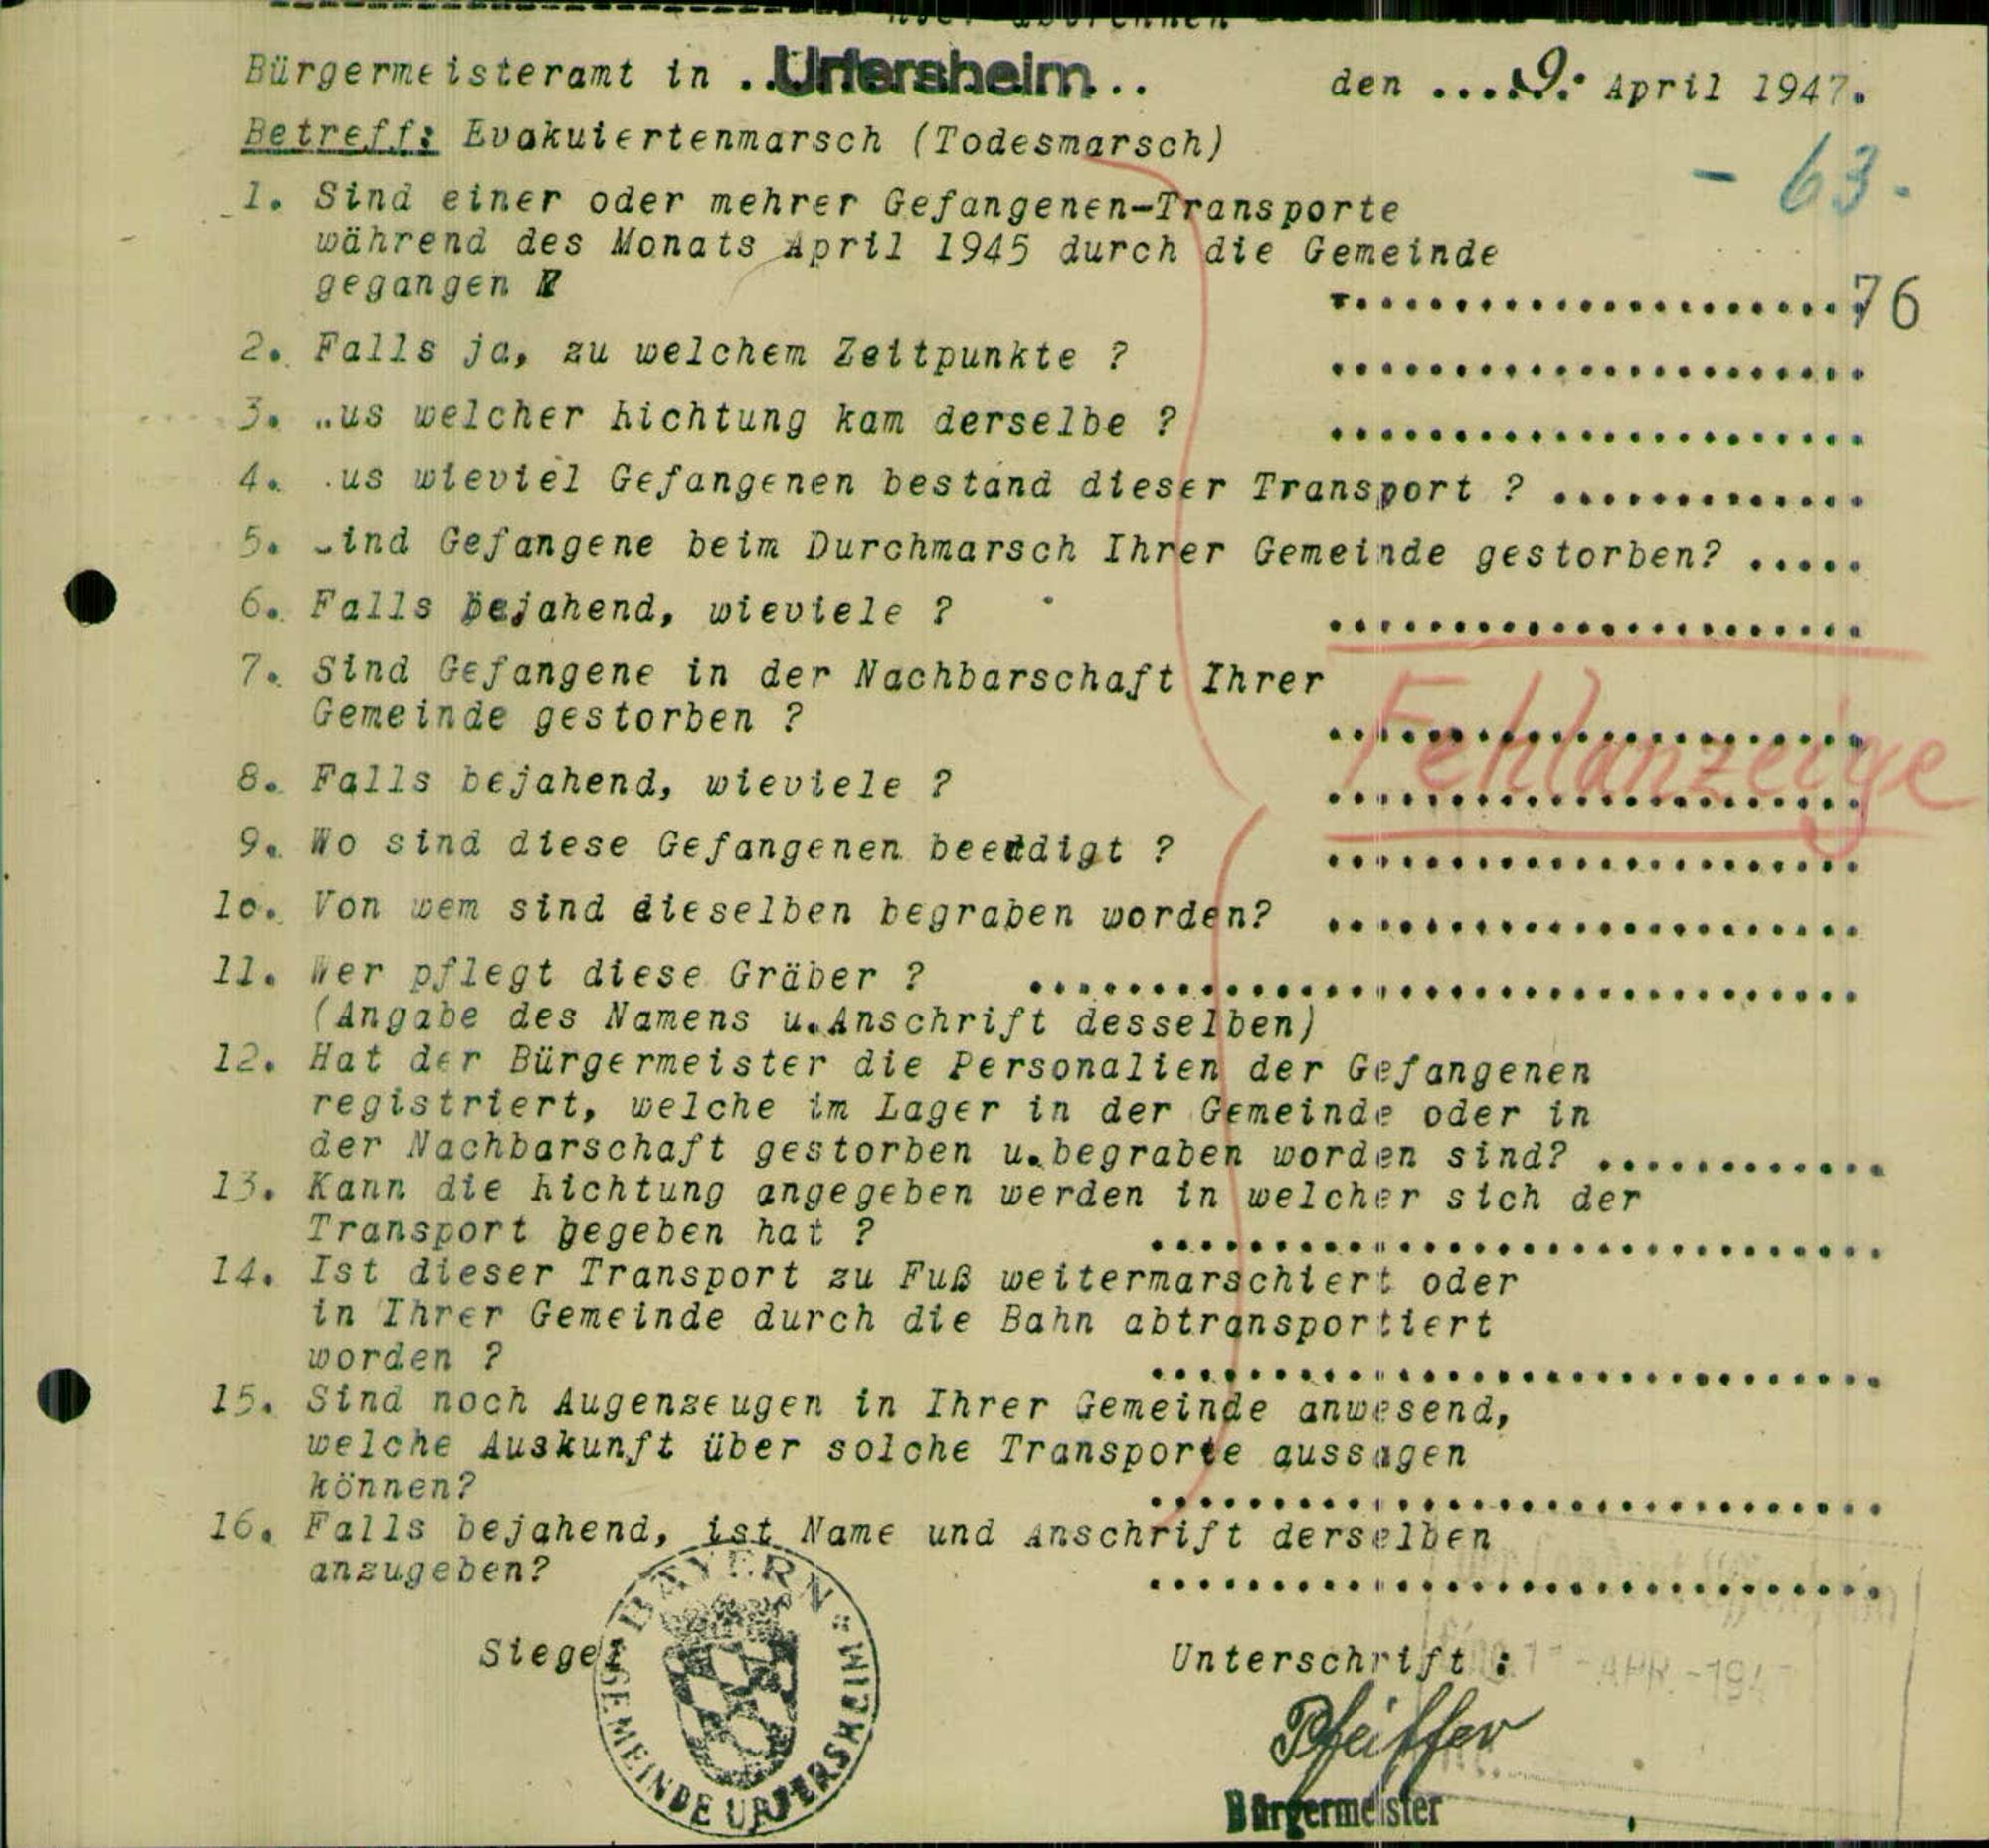 hier abtrennen
Bürgermeisteramt in ..Urfersheim...
den ....9. April 1947.
Betreff: Evakuiertenmarsch (Todesmarsch)
- 63 -
1. Sind einer oder mehrer Gefangenen-Transporte
während des Monats April 1945 durch die Gemeinde
gegangen ?
76
2. Falls ja, zu welchem Zeitpunkte ?
3. Aus welcher Richtung kam derselbe ?
4. Aus wieviel Gefangenen bestand dieser Transport ? .............
5. Sind Gefangene beim Durchmarsch Ihrer Gemeinde gestorben? .....
6. Falls bejahend, wieviele ?
7. Sind Gefangene in der Nachbarschaft Ihrer
Gemeinde gestorben ?
Fehlanzeige
8. Falls bejahend, wieviele ?
9. Wo sind diese Gefangenen beerdigt ?
10. Von wem sind dieselben begraben worden?
11. Wer pflegt diese Gräber ?
(Angabe des Namens u.Anschrift desselben)
12. Hat der Bürgermeister die Personalien der Gefangenen
registriert, welche im Lager in der Gemeinde oder in
der Nachbarschaft gestorben u.begraben worden sind? ............
13. Kann die Richtung angegeben werden in welcher sich der
Transport begeben hat ?
14. Ist dieser Transport zu Fuß weitermarschiert oder
in Ihrer Gemeinde durch die Bahn abtransportiert
worden ?
15. Sind noch Augenzeugen in Ihrer Gemeinde anwesend,
welche Auskunft über solche Transporte aussagen
können?
16. Falls bejahend, ist Name und Anschrift derselben
anzugeben?
Siegel
BAYERN
GEMEINDE URFERSHEIM
Unterschrift :
-APR.-194
Pfeiffer
Bürgermeister